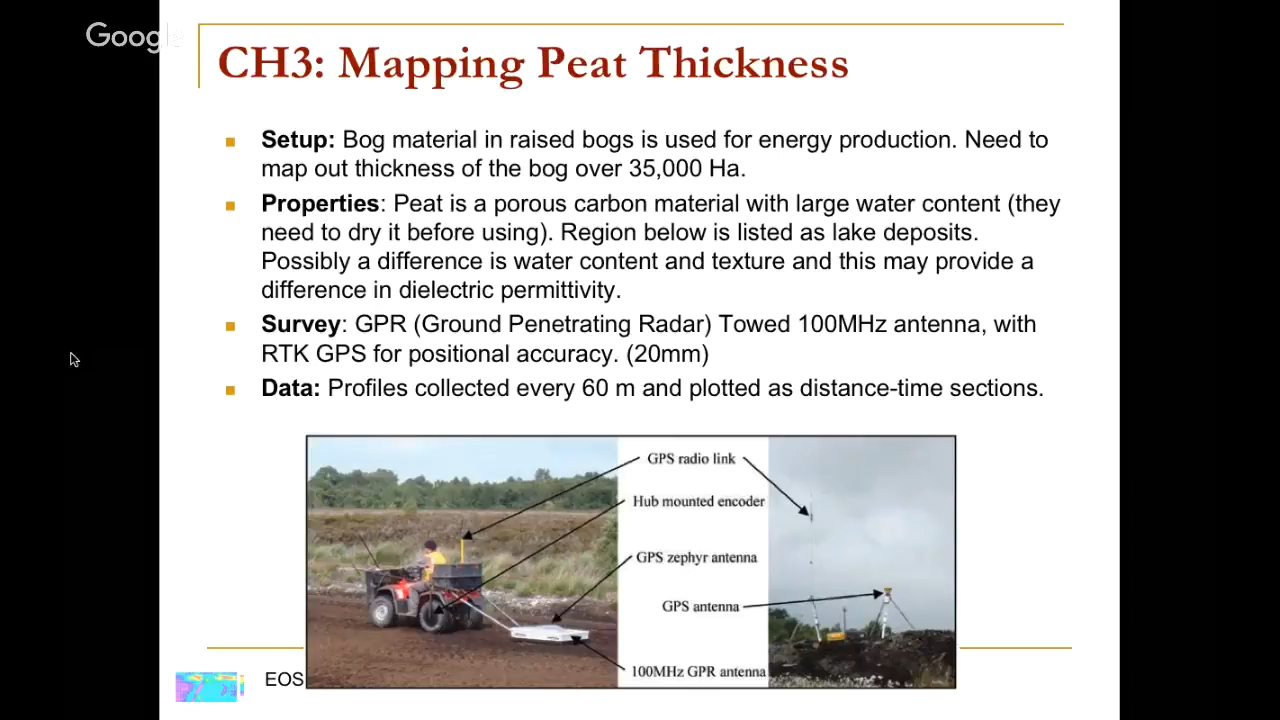 Google
CH3: Mapping Peat Thickness
Setup: Bog material in raised bogs is used for energy production. Need to
map out thickness of the bog over 35,000 Ha.
Properties: Peat is a porous carbon material with large water content (they
need to dry it before using). Region below is listed as lake deposits.
Possibly a difference is water content and texture and this may provide a
difference in dielectric permittivity.
Survey: GPR (Ground Penetrating Radar) Towed 100MHz antenna, with
RTK GPS for positional accuracy. (20mm)
Data: Profiles collected every 60 m and plotted as distance-time sections.
GPS radio link
Hub mounted encoder
GPS zephyr antenna
GPS antenna
100MHz GPR antenna
EOS